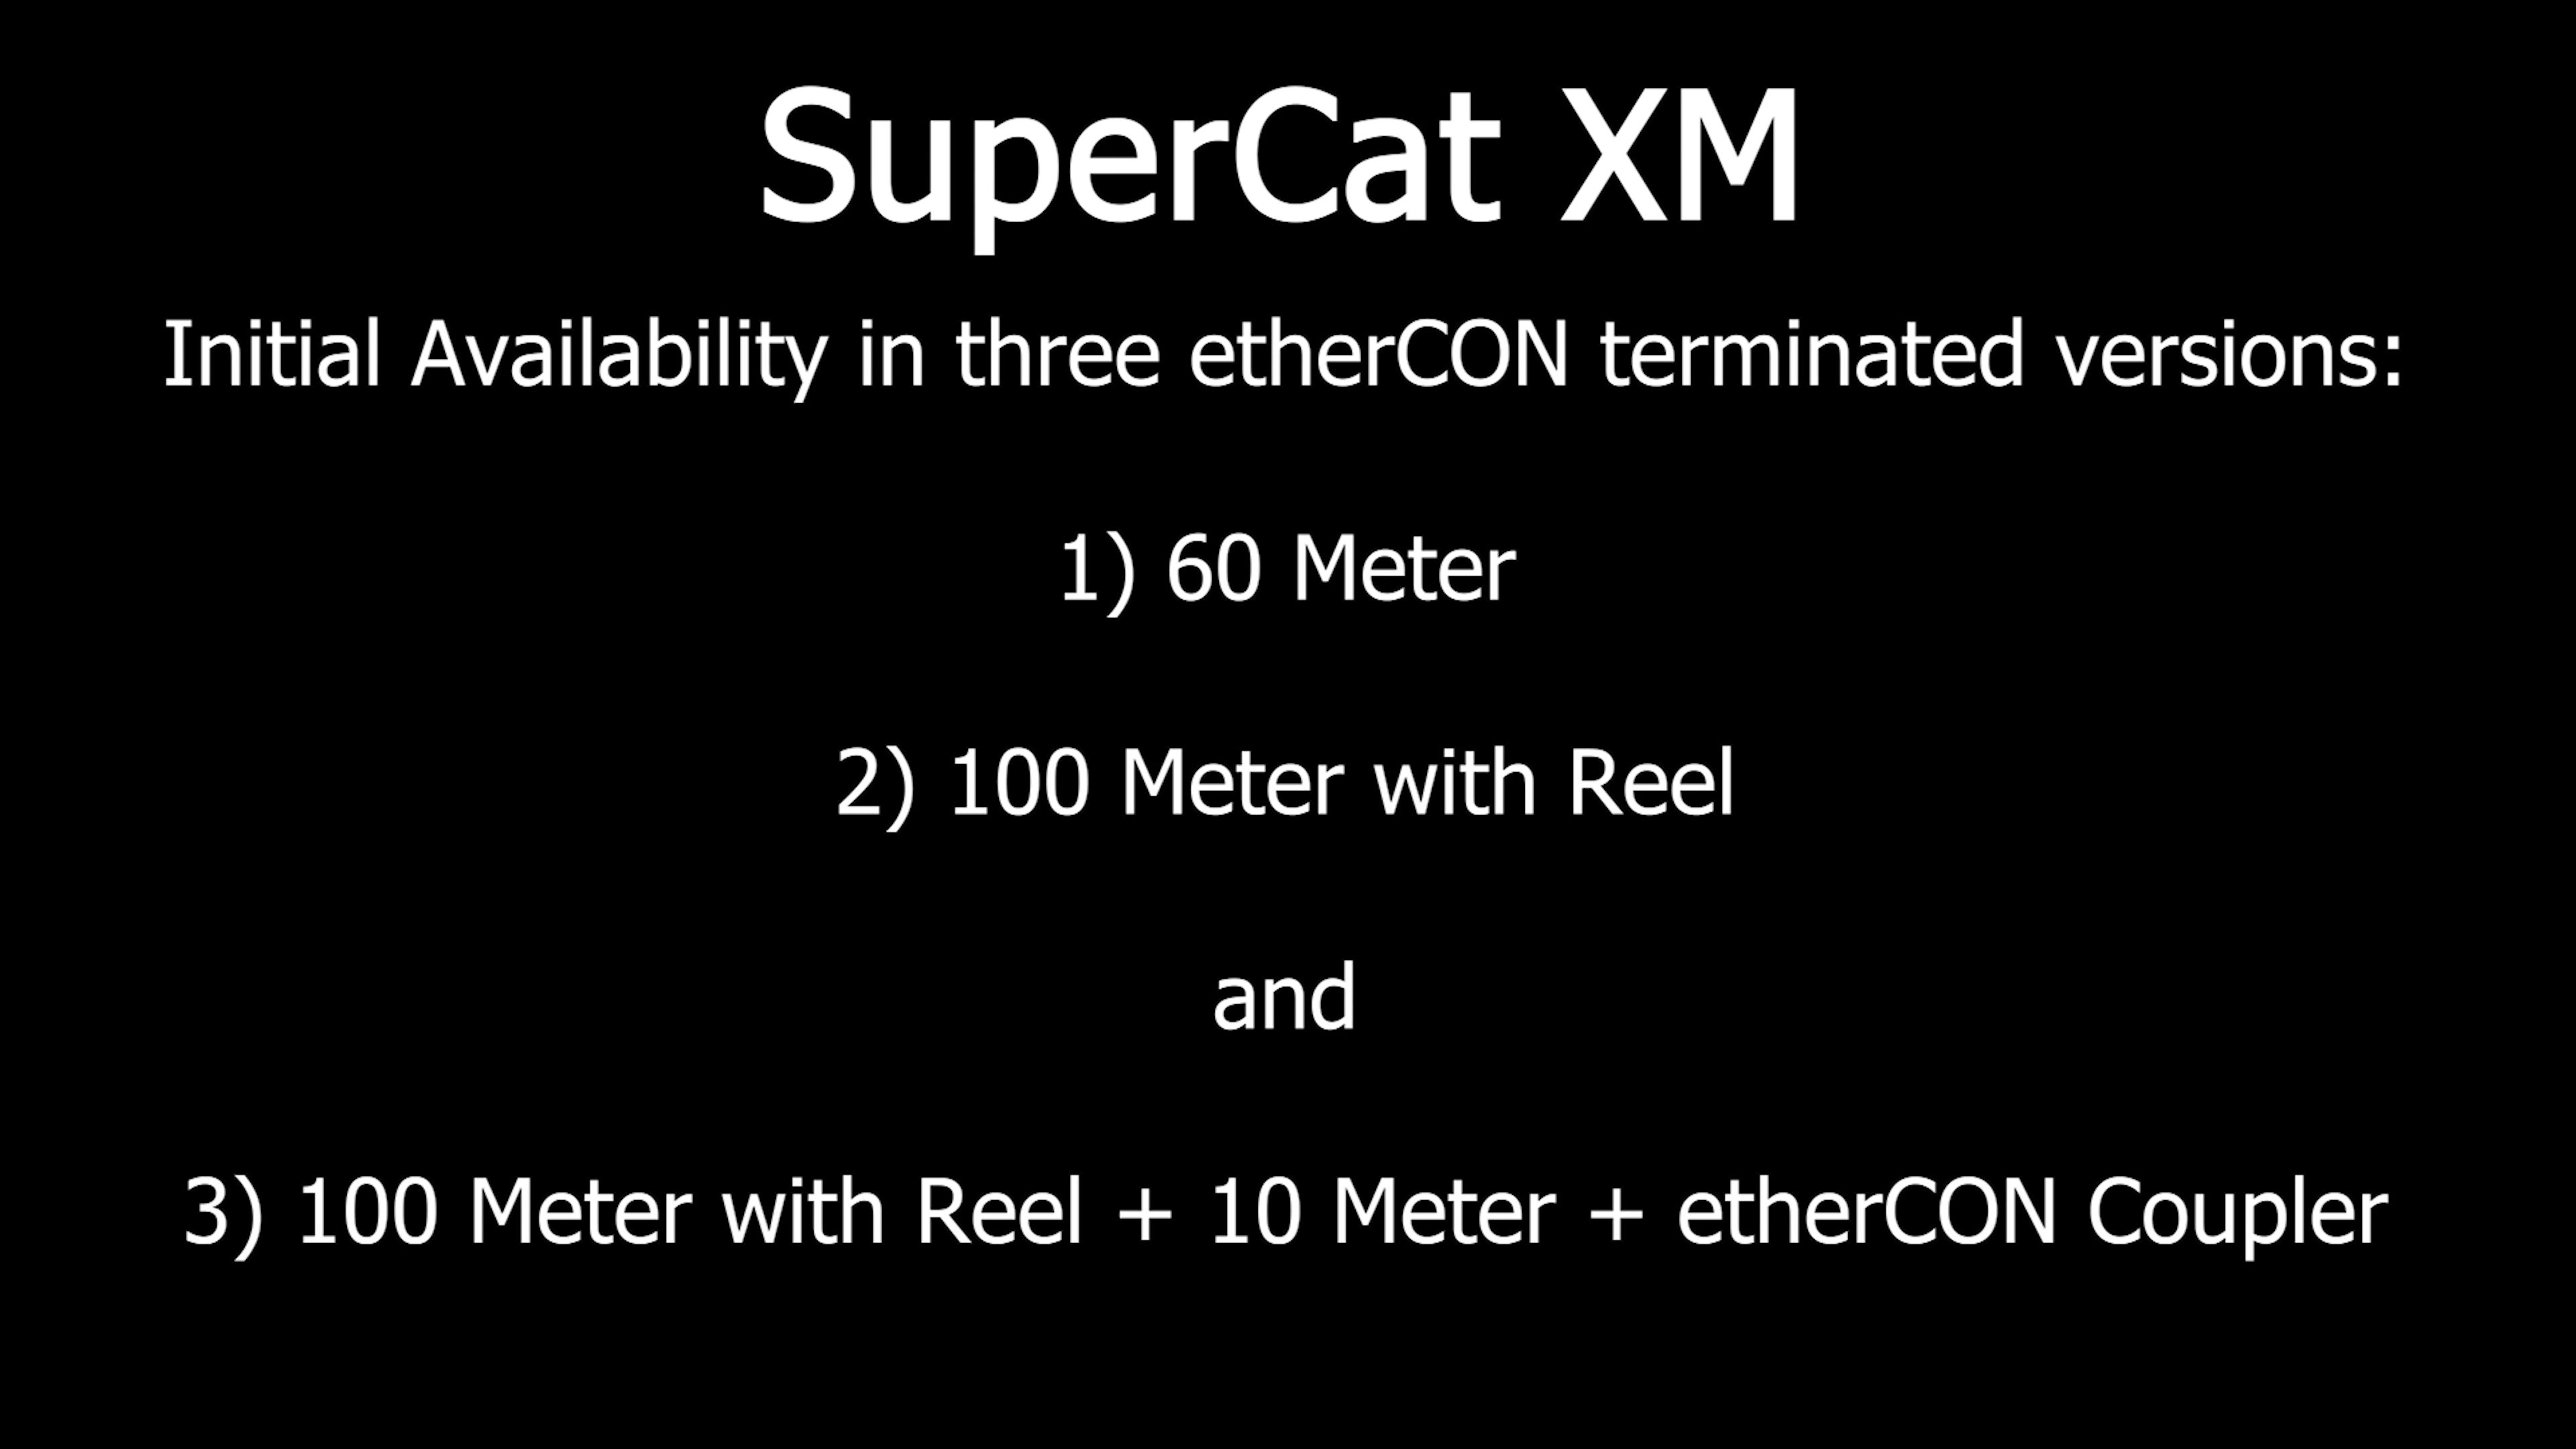 SuperCat XM
Initial Availability in three etherCON terminated versions:
1) 60 Meter
2) 100 Meter with Reel
and
3) 100 Meter with Reel + 10 Meter + etherCON Coupler